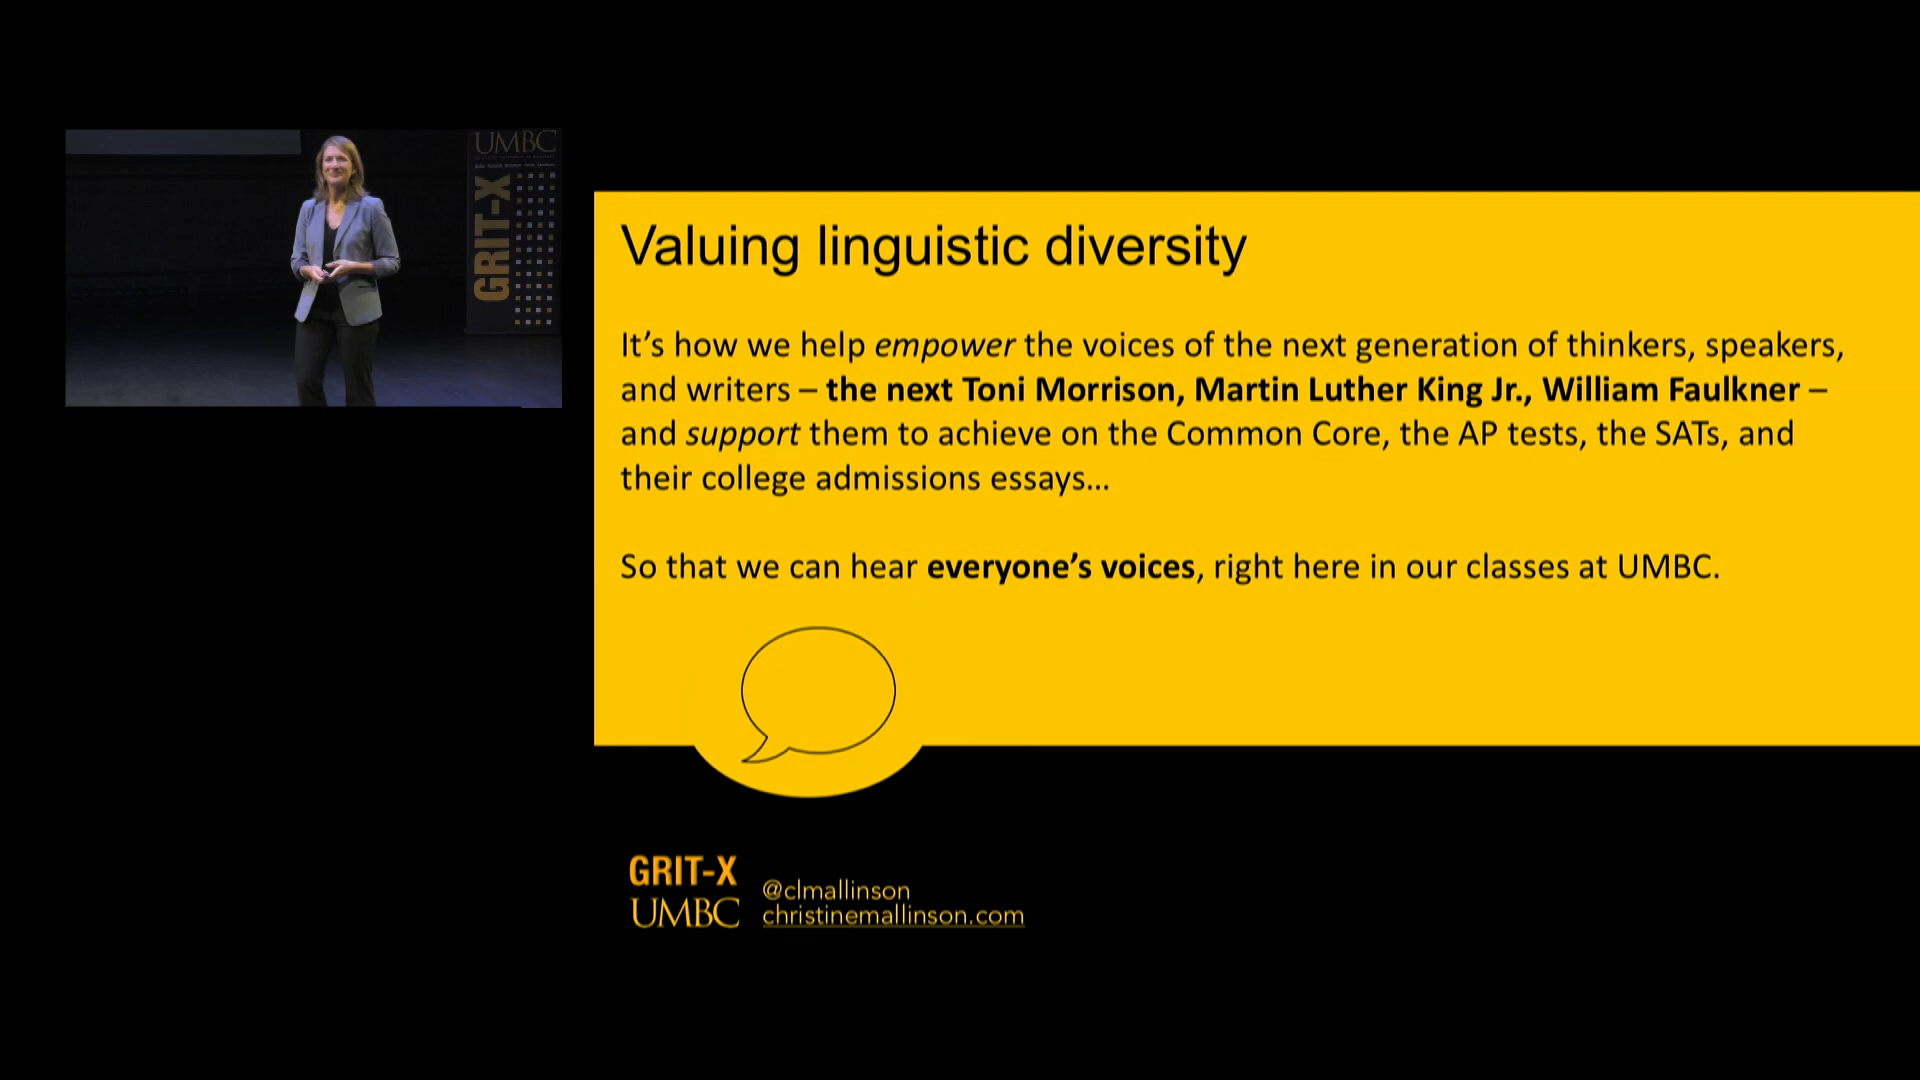 UMBC
GRIT-X
Valuing linguistic diversity
It’s how we help empower the voices of the next generation of thinkers, speakers,
and writers – the next Toni Morrison, Martin Luther King Jr., William Faulkner –
and support them to achieve on the Common Core, the AP tests, the SATs, and
their college admissions essays...
So that we can hear everyone’s voices, right here in our classes at UMBC.
GRIT-X
UMBC
@clmallinson
christinemallinson.com